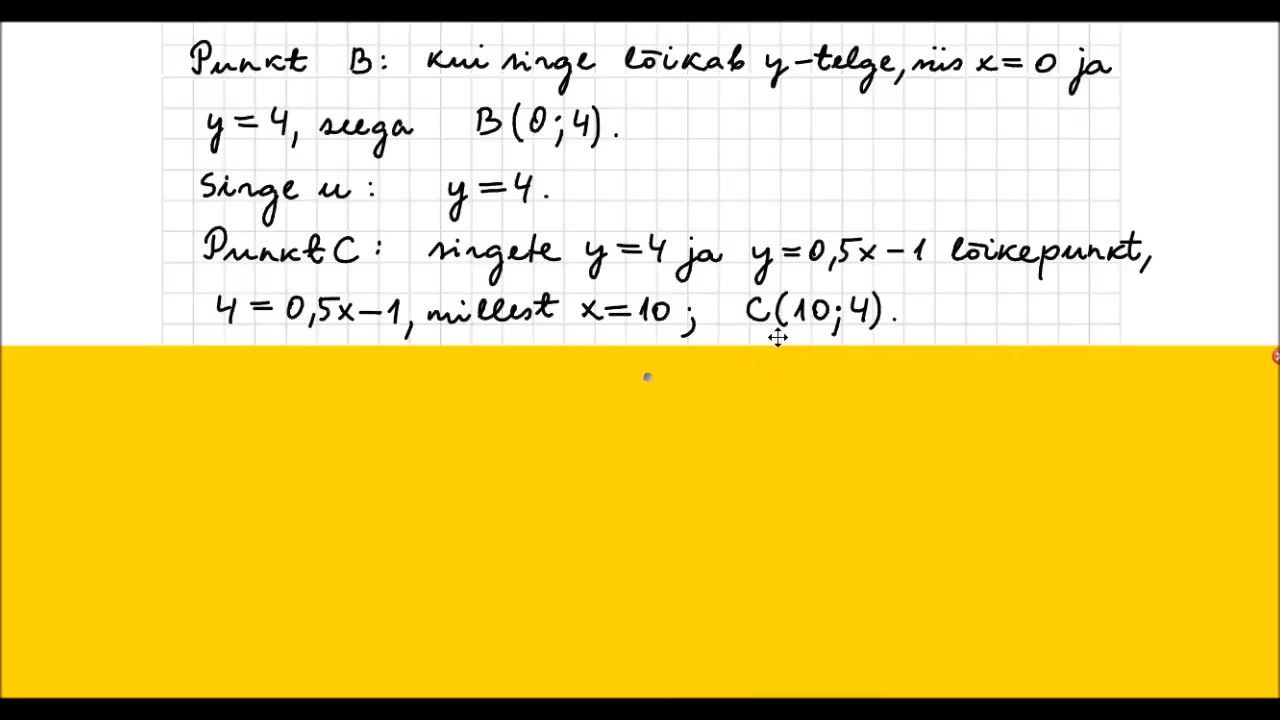 Punkt B: kui sirge lõikab y-telge, siis x = 0 ja
y = 4, seega B(0; 4).
Sirge u: y = 4.
Punkt C: sirgete y = 4 ja y = 0,5x − 1 lõikepunkt,
4 = 0,5x − 1, millest x = 10; C(10; 4).